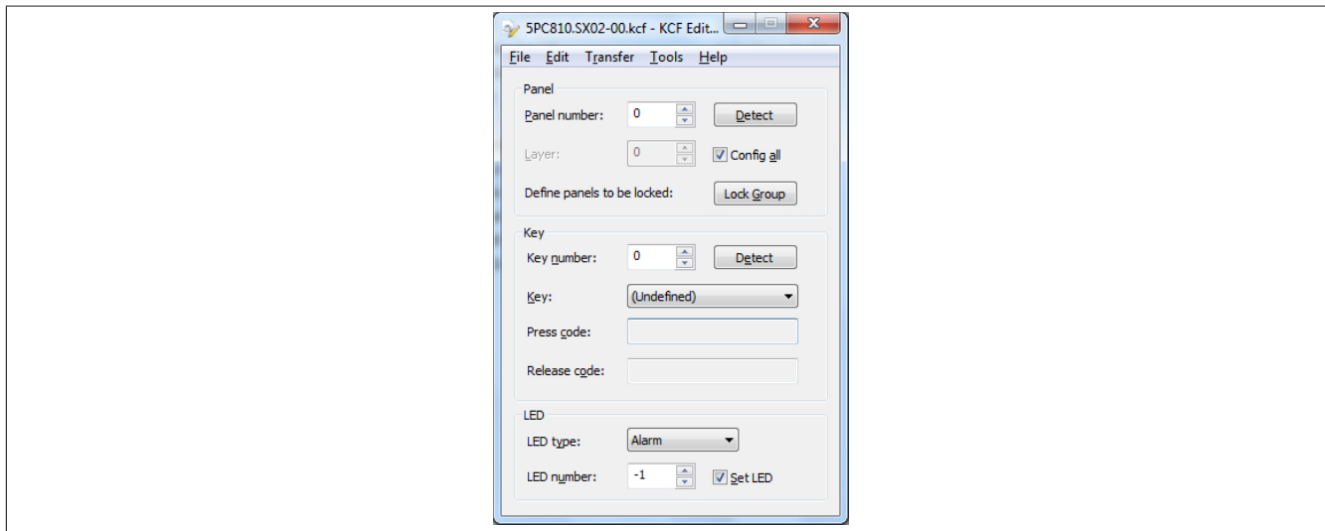 5PC810.SX02-00.kcf - KCF Edit...
File Edit Transfer Tools Help
Panel
Panel number: 0 Detect
Layer: 0 Config all
Define panels to be locked: Lock Group
Key
Key number: 0 Detect
Key: (Undefined)
Press code:
Release code:
LED
LED type: Alarm
LED number: -1 Set LED